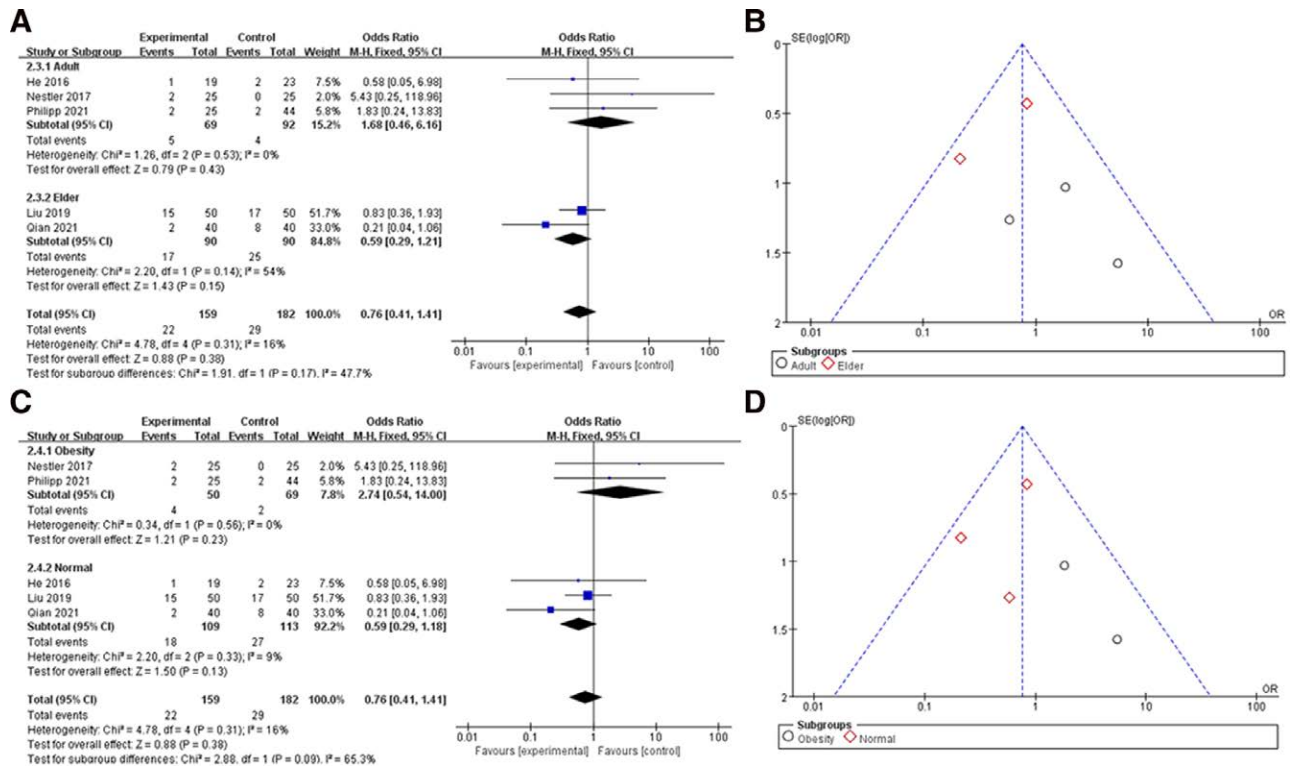 A
Experimental Control Odds Ratio Odds Ratio
Study or Subgroup Events Total Events Total Weight M-H, Fixed, 95% CI M-H, Fixed, 95% CI
2.3.1 Adult
He 2016 1 19 2 23 7.5% 0.58 [0.05, 6.98]
Nestler 2017 2 25 0 25 2.0% 5.43 [0.25, 118.96]
Philipp 2021 2 25 2 44 5.8% 1.83 [0.24, 13.83]
Subtotal (95% CI) 69 92 15.2% 1.68 [0.46, 6.16]
Total events 5 4
Heterogeneity: Chi² = 1.26, df = 2 (P = 0.53); I² = 0%
Test for overall effect: Z = 0.79 (P = 0.43)
2.3.2 Elder
Liu 2019 15 50 17 50 51.7% 0.83 [0.36, 1.93]
Qian 2021 2 40 8 40 33.0% 0.21 [0.04, 1.06]
Subtotal (95% CI) 90 90 84.8% 0.59 [0.29, 1.21]
Total events 17 25
Heterogeneity: Chi² = 2.20, df = 1 (P = 0.14); I² = 54%
Test for overall effect: Z = 1.43 (P = 0.15)
Total (95% CI) 159 182 100.0% 0.76 [0.41, 1.41]
Total events 22 29
Heterogeneity: Chi² = 4.78, df = 4 (P = 0.31); I² = 16%
Test for overall effect: Z = 0.88 (P = 0.38)
Test for subgroup differences: Chi² = 1.91, df = 1 (P = 0.17), I² = 47.7%
0.01 0.1 1 10 100
Favours [experimental] Favours [control]
B
SE(log[OR])
0
0.5
1
1.5
2
0.01 0.1 1 10 100
OR
Subgroups
Adult Elder
C
Experimental Control Odds Ratio Odds Ratio
Study or Subgroup Events Total Events Total Weight M-H, Fixed, 95% CI M-H, Fixed, 95% CI
2.4.1 Obesity
Nestler 2017 2 25 0 25 2.0% 5.43 [0.25, 118.96]
Philipp 2021 2 25 2 44 5.8% 1.83 [0.24, 13.83]
Subtotal (95% CI) 50 69 7.8% 2.74 [0.54, 14.00]
Total events 4 2
Heterogeneity: Chi² = 0.34, df = 1 (P = 0.56); I² = 0%
Test for overall effect: Z = 1.21 (P = 0.23)
2.4.2 Normal
He 2016 1 19 2 23 7.5% 0.58 [0.05, 6.98]
Liu 2019 15 50 17 50 51.7% 0.83 [0.36, 1.93]
Qian 2021 2 40 8 40 33.0% 0.21 [0.04, 1.06]
Subtotal (95% CI) 109 113 92.2% 0.59 [0.29, 1.18]
Total events 18 27
Heterogeneity: Chi² = 2.20, df = 2 (P = 0.33); I² = 9%
Test for overall effect: Z = 1.50 (P = 0.13)
Total (95% CI) 159 182 100.0% 0.76 [0.41, 1.41]
Total events 22 29
Heterogeneity: Chi² = 4.78, df = 4 (P = 0.31); I² = 16%
Test for overall effect: Z = 0.88 (P = 0.38)
Test for subgroup differences: Chi² = 2.88, df = 1 (P = 0.09), I² = 65.3%
0.01 0.1 1 10 100
Favours [experimental] Favours [control]
D
SE(log[OR])
0
0.5
1
1.5
2
0.01 0.1 1 10 100
OR
Subgroups
Obesity Normal